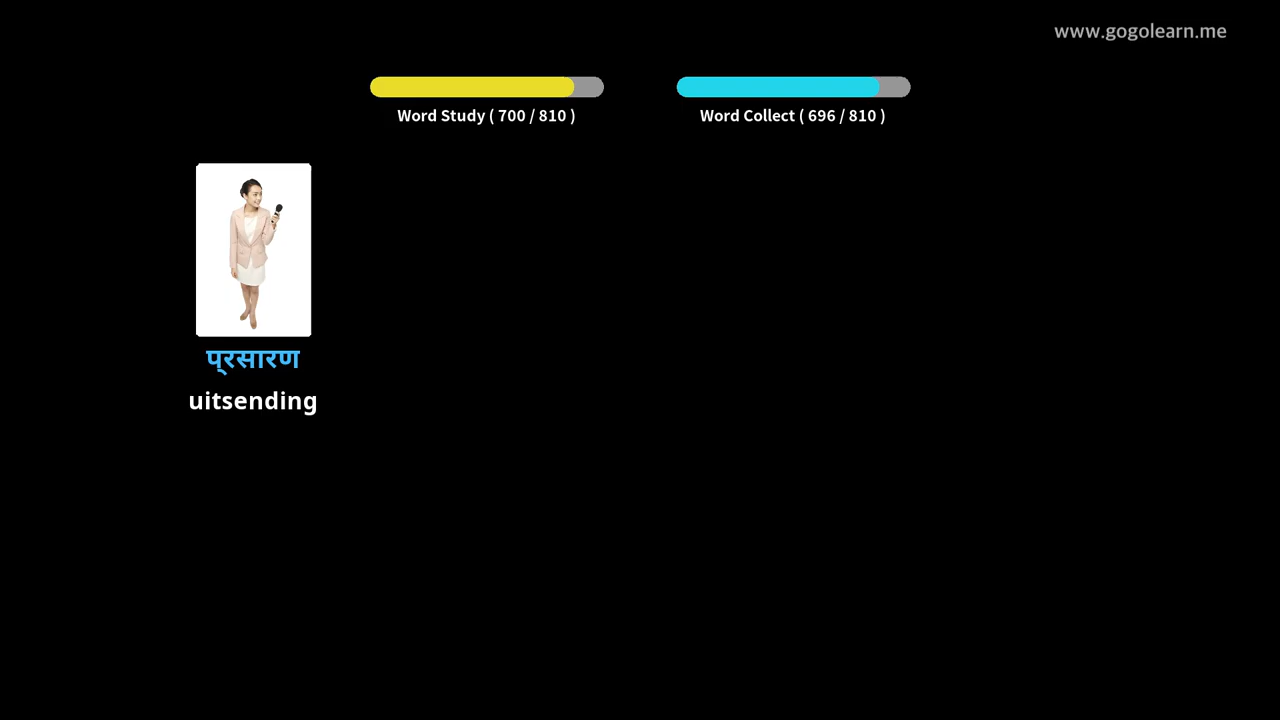 www.gogolearn.me
Word Study ( 700 / 810 )
Word Collect ( 696 / 810 )
प्रसारण
uitsending